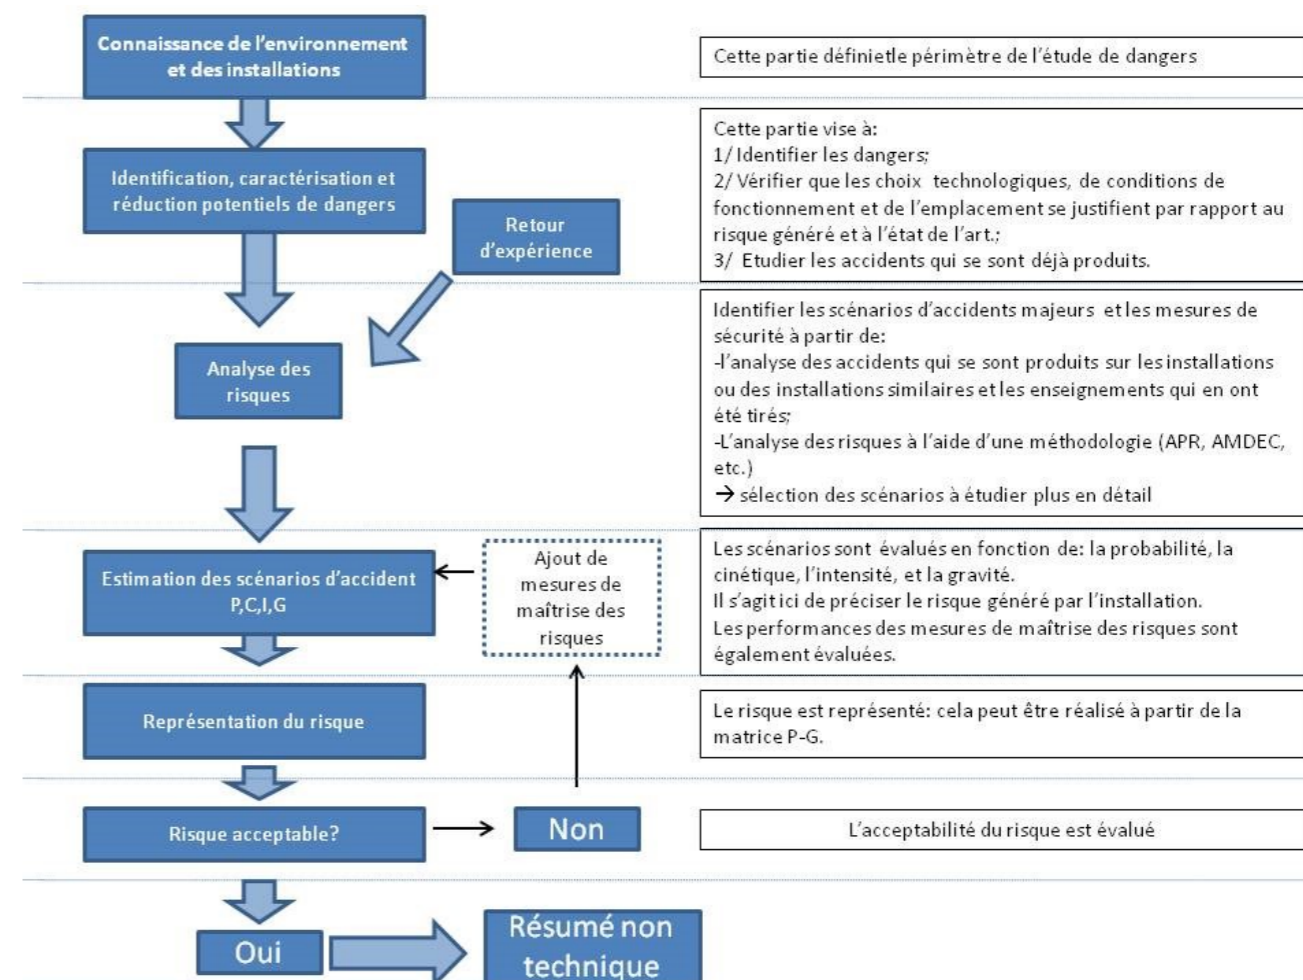 Connaissance de l'environnement
et des installations
Cette partie définietle périmètre de l'étude de dangers
Identification, caractérisation et
réduction potentiels de dangers
Retour
d'expérience
Cette partie vise à:
1/ Identifier les dangers;
2/ Vérifier que les choix technologiques, de conditions de
fonctionnement et de l'emplacement se justifient par rapport au
risque généré et à l'état de l'art.;
3/ Etudier les accidents qui se sont déjà produits.
Analyse des
risques
Identifier les scénarios d'accidents majeurs et les mesures de
sécurité à partir de:
-l'analyse des accidents qui se sont produits sur les installations
ou des installations similaires et les enseignements qui en ont
été tirés;
-L'analyse des risques à l'aide d'une méthodologie (APR, AMDEC,
etc.)
→ sélection des scénarios à étudier plus en détail
Estimation des scénarios d'accident
P,C,I,G
Ajout de
mesures de
maîtrise des
risques
Les scénarios sont évalués en fonction de: la probabilité, la
cinétique, l'intensité, et la gravité.
Il s'agit ici de préciser le risque généré par l'installation.
Les performances des mesures de maîtrise des risques sont
également évaluées.
Représentation du risque
Le risque est représenté: cela peut être réalisé à partir de la
matrice P-G.
Risque acceptable?
Non
L'acceptabilité du risque est évalué
Oui
Résumé non
technique